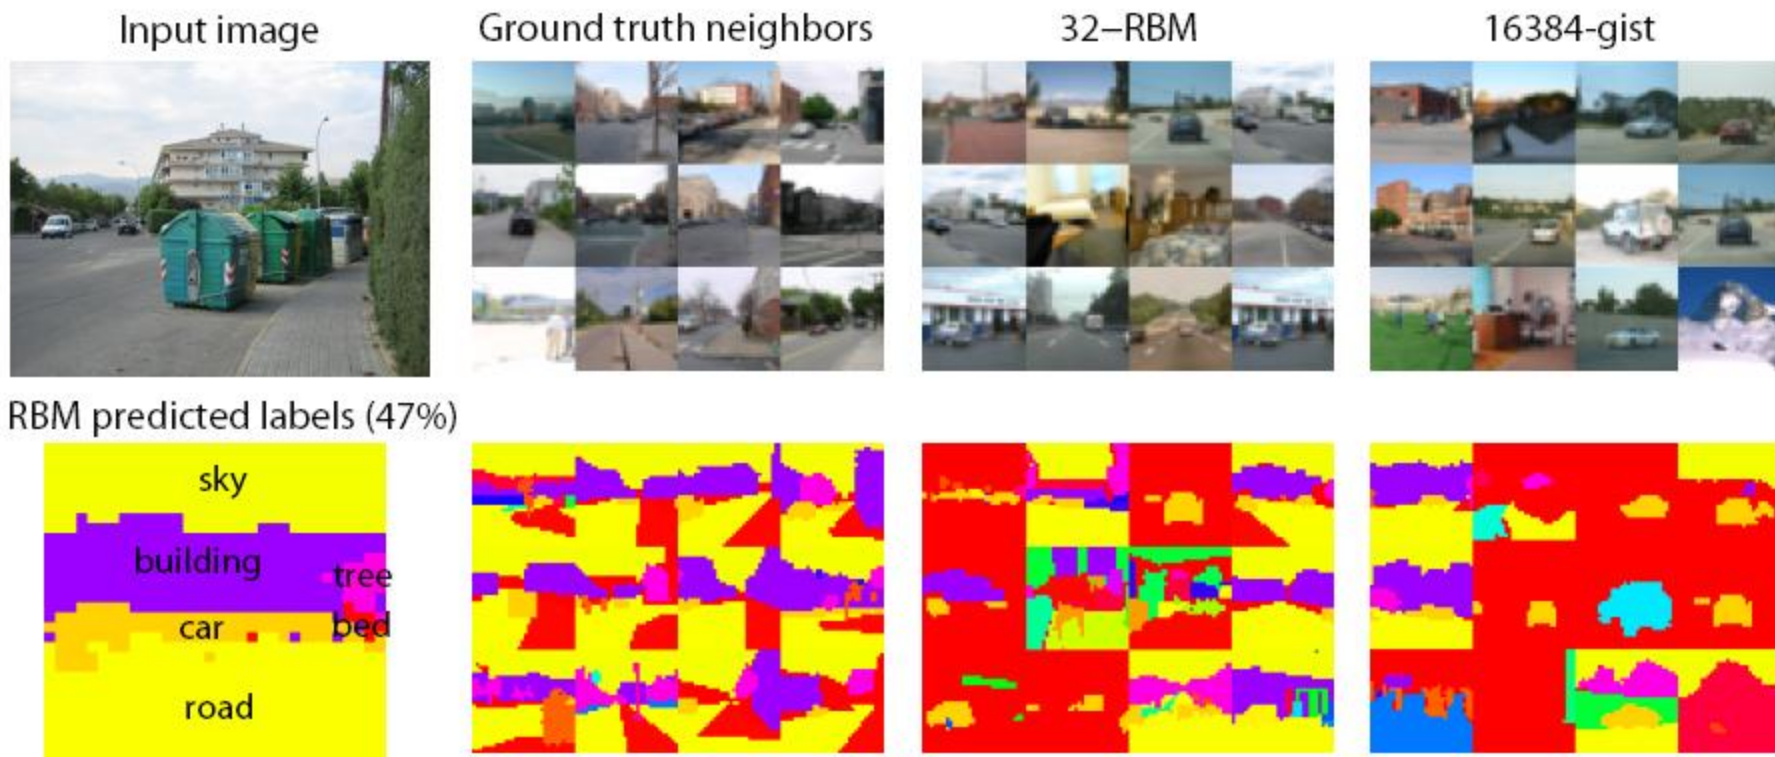 Input image
Ground truth neighbors
32–RBM
16384-gist
RBM predicted labels (47%)
sky
building
tree
car
bed
road